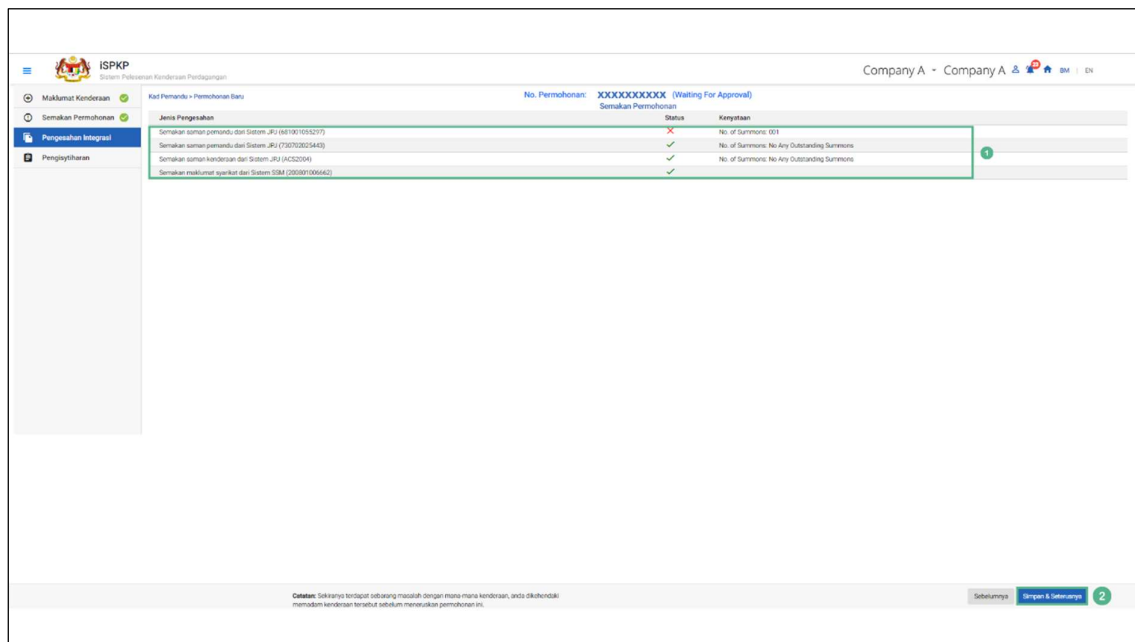 iSPKP
Sistem Pelesenan Kenderaan Perdagangan
Company A - Company A
28
BM | EN
Maklumat Kenderaan
Semakan Permohonan
Pengesahan Integrasi
Pengisytiharan
Kad Pemandu > Permohonan Baru
No. Permohonan: XXXXXXXXXX (Waiting For Approval)
Semakan Permohonan
Jenis Pengesahan Status Kenyataan
Semakan saman pemandu dari Sistem JPJ (681001055297) No. of Summons: 001
Semakan saman pemandu dari Sistem JPJ (730702025443) No. of Summons: No Any Outstanding Summons
Semakan saman kenderaan dari Sistem JPJ (ACS2004) No. of Summons: No Any Outstanding Summons
Semakan maklumat syarikat dari Sistem SSM (200801006662)
1
Catatan: Sekiranya terdapat sebarang masalah dengan mana-mana kenderaan, anda dikehendaki
memadam kenderaan tersebut sebelum meneruskan permohonan ini.
Sebelumnya Simpan & Seterusnya 2